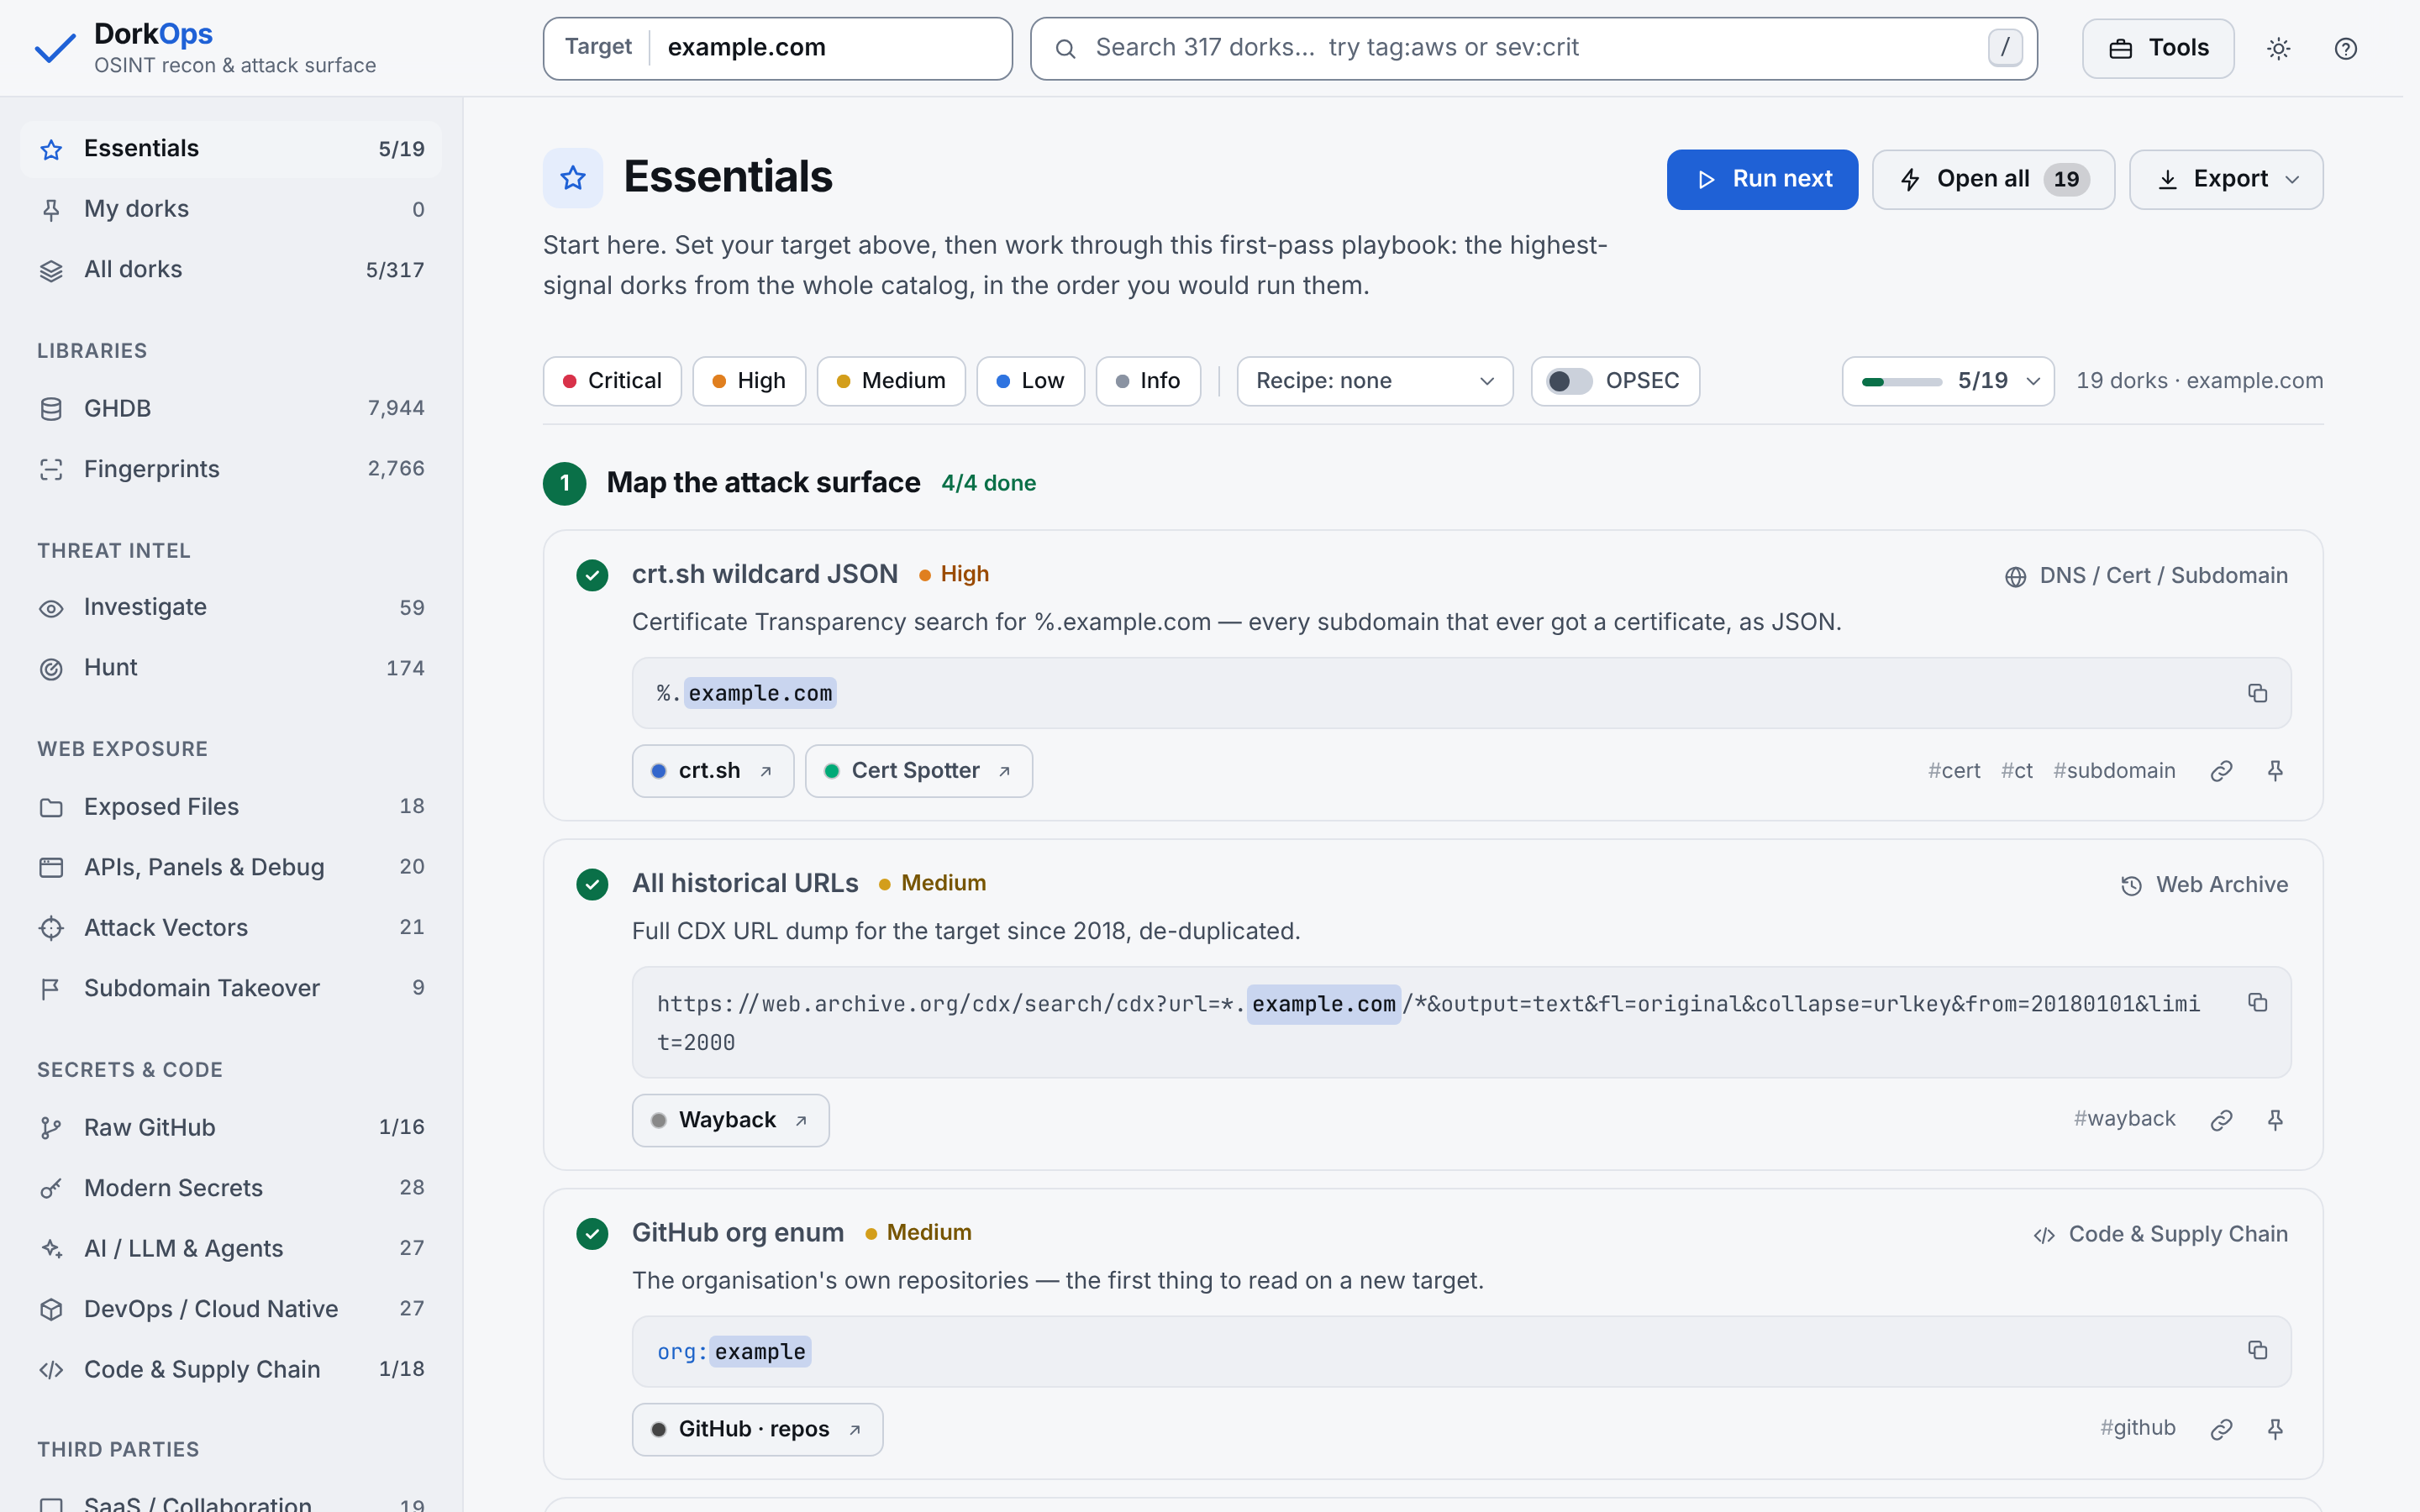 DorkOps
OSINT recon & attack surface
Target example.com
Search 317 dorks... try tag:aws or sev:crit /
Tools
Essentials 5/19
My dorks 0
All dorks 5/317
LIBRARIES
GHDB 7,944
Fingerprints 2,766
THREAT INTEL
Investigate 59
Hunt 174
WEB EXPOSURE
Exposed Files 18
APIs, Panels & Debug 20
Attack Vectors 21
Subdomain Takeover 9
SECRETS & CODE
Raw GitHub 1/16
Modern Secrets 28
AI / LLM & Agents 27
DevOps / Cloud Native 27
Code & Supply Chain 1/18
THIRD PARTIES
SaaS / Collaboration 19
Essentials
Run next
Open all 19
Export
Start here. Set your target above, then work through this first-pass playbook: the highest-
signal dorks from the whole catalog, in the order you would run them.
Critical High Medium Low Info Recipe: none OPSEC 5/19 19 dorks · example.com
1 Map the attack surface 4/4 done
crt.sh wildcard JSON High DNS / Cert / Subdomain
Certificate Transparency search for %.example.com — every subdomain that ever got a certificate, as JSON.
%.example.com
crt.sh Cert Spotter #cert #ct #subdomain
All historical URLs Medium Web Archive
Full CDX URL dump for the target since 2018, de-duplicated.
https://web.archive.org/cdx/search/cdx?url=*.example.com/*&output=text&fl=original&collapse=urlkey&from=20180101&limi
t=2000
Wayback #wayback
GitHub org enum Medium Code & Supply Chain
The organisation's own repositories — the first thing to read on a new target.
org:example
GitHub · repos #github